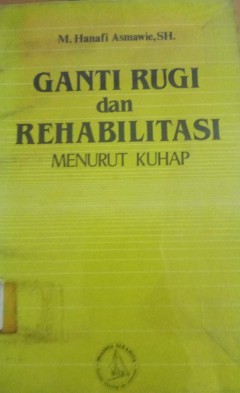 M. Hanafi Asmawie,SH.
GANTI RUGI
dan
REHABILITASI
MENURUT KUHAP